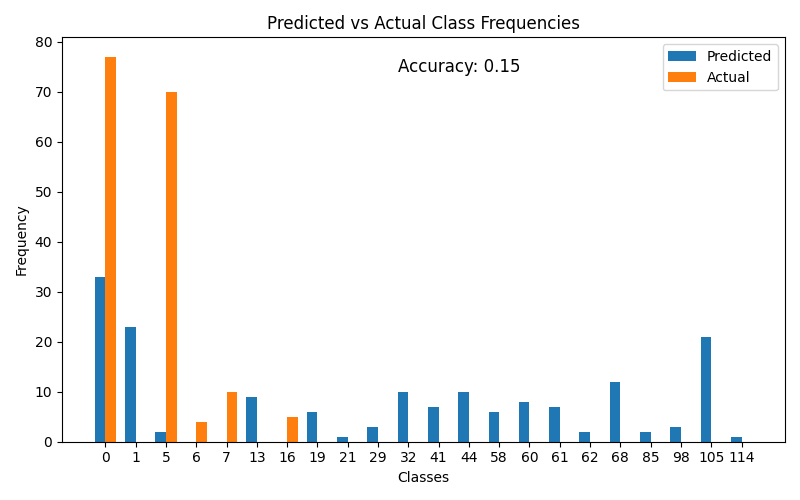 Predicted vs Actual Class Frequencies
Accuracy: 0.15
Predicted
Actual
80
70
60
50
40
30
20
10
0
Frequency
0 1 5 6 7 13 16 19 21 29 32 41 44 58 60 61 62 68 85 98 105 114
Classes